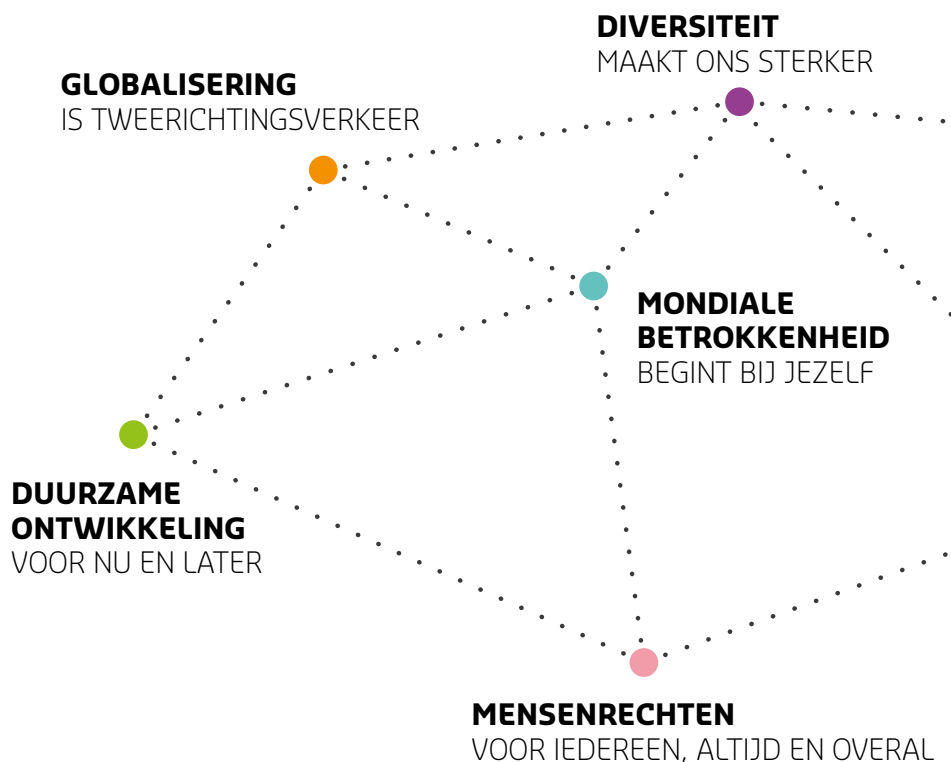 DIVERSITEIT
MAAKT ONS STERKER
GLOBALISERING
IS TWEERICHTINGSVERKEER
MONDIALE
BETROKKENHEID
BEGINT BIJ JEZELF
DUURZAME
ONTWIKKELING
VOOR NU EN LATER
MENSENRECHTEN
VOOR IEDEREEN, ALTIJD EN OVERAL